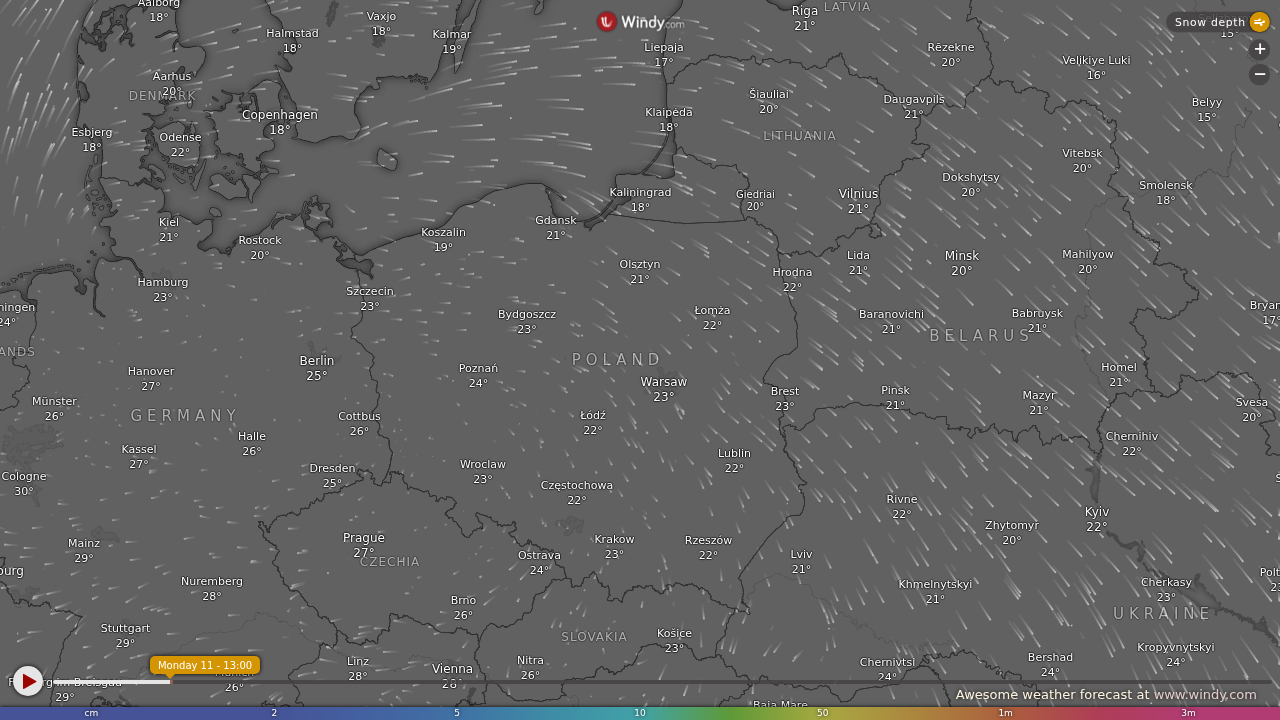 Aalborg
18°
Vaxjo
18°
Halmstad
18°
Kalmar
19°
Windy.com
Liepaja
17°
Riga
21°
LATVIA
Rēzekne
20°
Velikiye Luki
16°
15°
Snow depth
+
−
Aarhus
20°
DENMARK
Copenhagen
18°
Esbjerg
18°
Odense
22°
Klaipėda
18°
Šiauliai
20°
LITHUANIA
Daugavpils
21°
Belyy
15°
Vitebsk
20°
Dokshytsy
20°
Smolensk
18°
Kaliningrad
18°
Giedriai
20°
Vilnius
21°
Kiel
21°
Rostock
20°
Koszalin
19°
Gdansk
21°
Olsztyn
21°
Hrodna
22°
Lida
21°
Minsk
20°
Mahilyow
20°
Hamburg
23°
Szczecin
23°
ningen
24°
Bydgoszcz
23°
Łomża
22°
Baranovichi
21°
Babruysk
21°
BELARUS
Bryan
17°
ANDS
Berlin
25°
POLAND
Hanover
27°
Poznań
24°
Warsaw
23°
Brest
23°
Pinsk
21°
Homel
21°
Mazyr
21°
Svesa
20°
Münster
26°
GERMANY
Cottbus
26°
Łódź
22°
Halle
26°
Kassel
27°
Chernihiv
22°
Cologne
30°
Dresden
25°
Wroclaw
23°
Lublin
22°
Częstochowa
22°
Rivne
22°
Kyiv
22°
Zhytomyr
20°
Mainz
29°
Prague
27°
CZECHIA
Ostrava
24°
Krakow
23°
Rzeszów
22°
Lviv
21°
burg
Nuremberg
28°
Khmelnytskyi
21°
Cherkasy
23°
Polt
23
Brno
26°
UKRAINE
Stuttgart
29°
SLOVAKIA
Košice
23°
Kropyvnytskyi
24°
Monday 11 - 13:00
Linz
28°
Vienna
28°
Nitra
26°
Chernivtsi
24°
Bershad
24°
29°
26°
Awesome weather forecast at www.windy.com
Baia Mare
cm 2 5 10 20 50 1m 3m